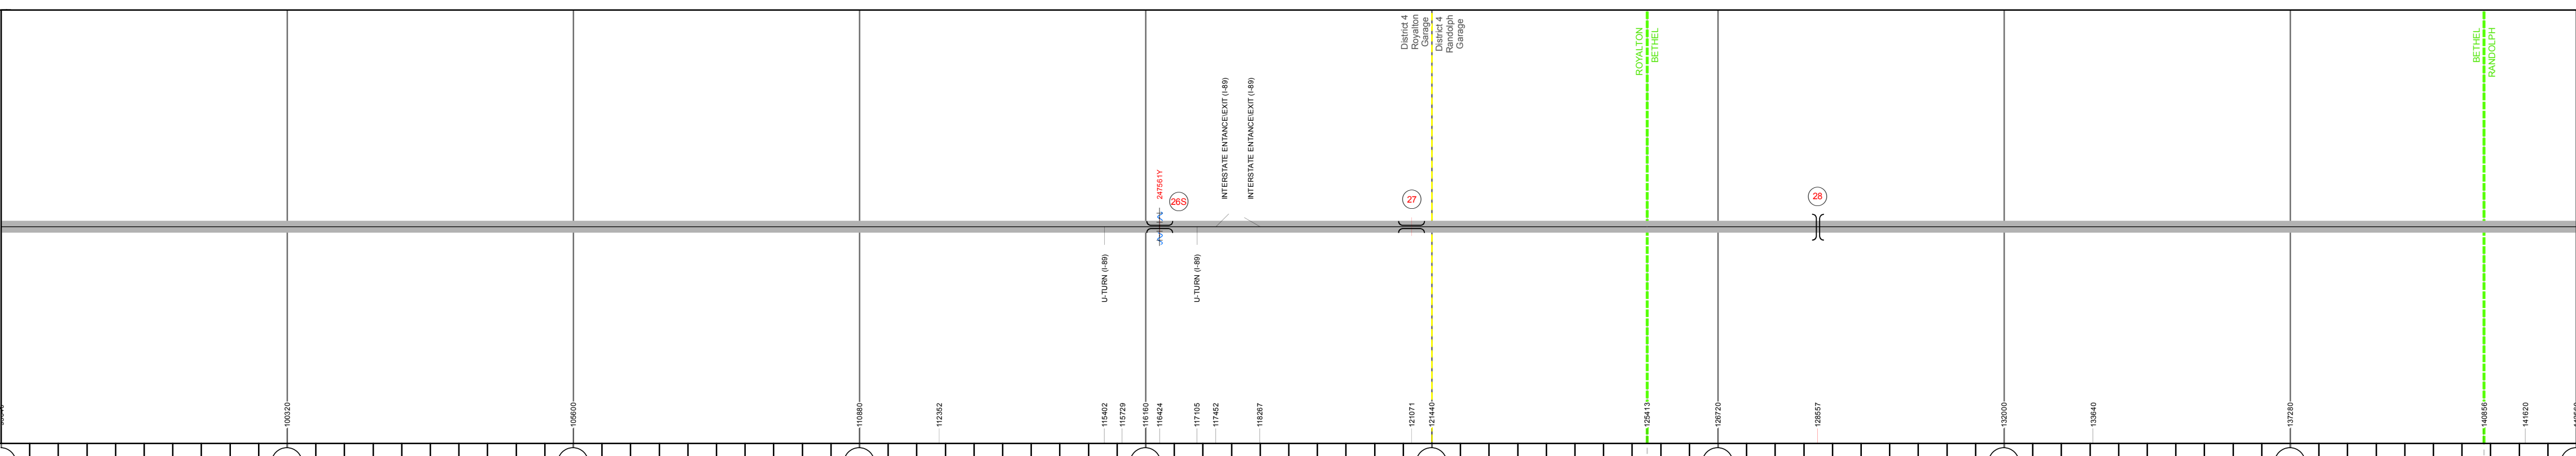 District 4
Royalton
Garage
District 4
Randolph
Garage
ROYALTON
BETHEL
BETHEL
RANDOLPH
INTERSTATE ENTANCE\EXIT (I-89)
INTERSTATE ENTANCE\EXIT (I-89)
247561Y
26S
27
28
U-TURN (I-89)
U-TURN (I-89)
100320
105600
110880
112352
115402
115729
116160
116424
117105
117452
118267
121071
121440
125413
126720
128557
132000
133640
137280
140856
141620